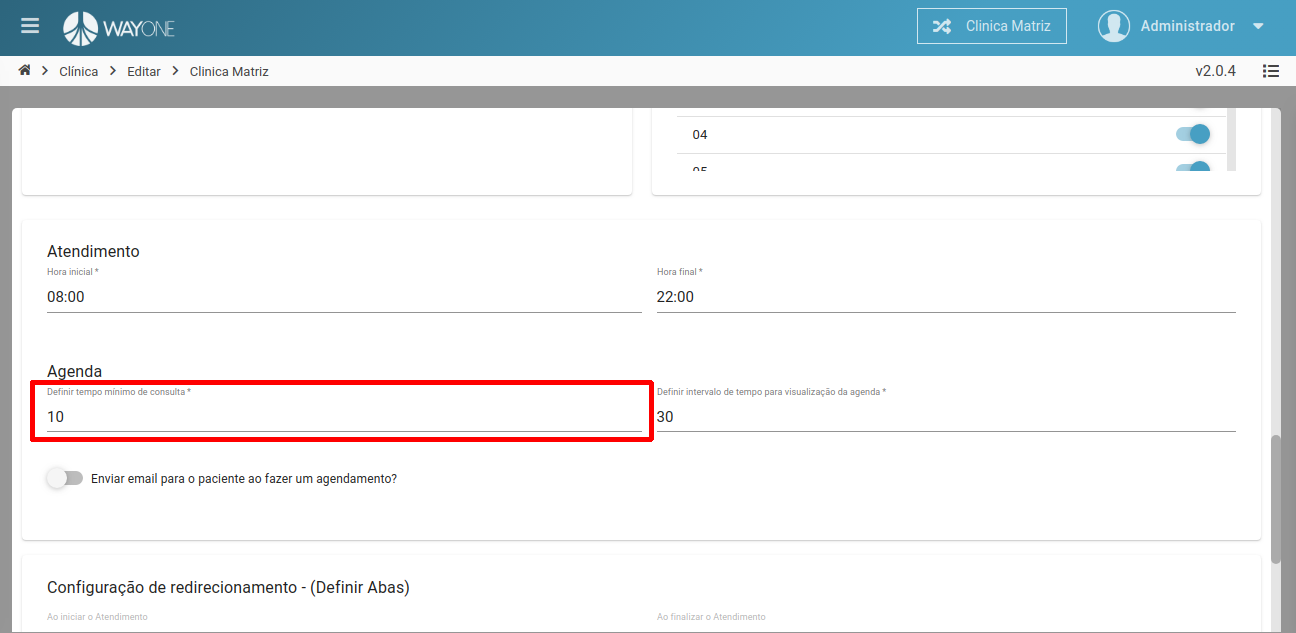 WAYONE
Clinica Matriz
Administrador
Clínica
Editar
Clinica Matriz
v2.0.4
04
05
Atendimento
Hora inicial *
Hora final *
08:00
22:00
Agenda
Definir tempo mínimo de consulta *
Definir intervalo de tempo para visualização da agenda *
10
30
Enviar email para o paciente ao fazer um agendamento?
Configuração de redirecionamento - (Definir Abas)
Ao iniciar o Atendimento
Ao finalizar o Atendimento